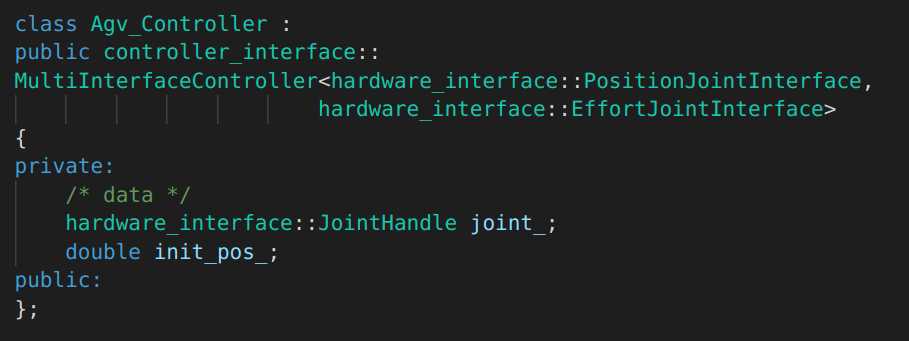 class Agv_Controller :
public controller_interface::
MultiInterfaceController<hardware_interface::PositionJointInterface,
                        hardware_interface::EffortJointInterface>
{
private:
    /* data */
    hardware_interface::JointHandle joint_;
    double init_pos_;
public:
};